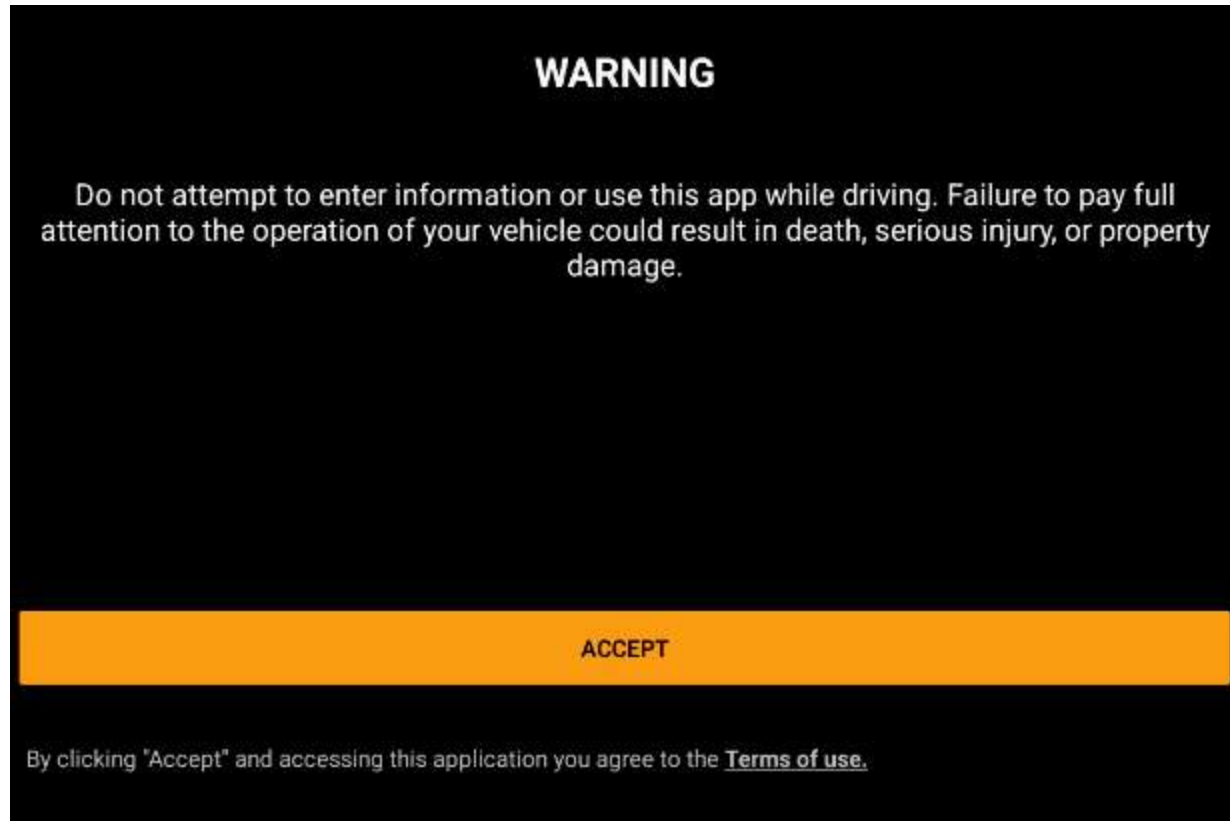 WARNING
Do not attempt to enter information or use this app while driving. Failure to pay full
attention to the operation of your vehicle could result in death, serious injury, or property
damage.
ACCEPT
By clicking "Accept" and accessing this application you agree to the Terms of use.